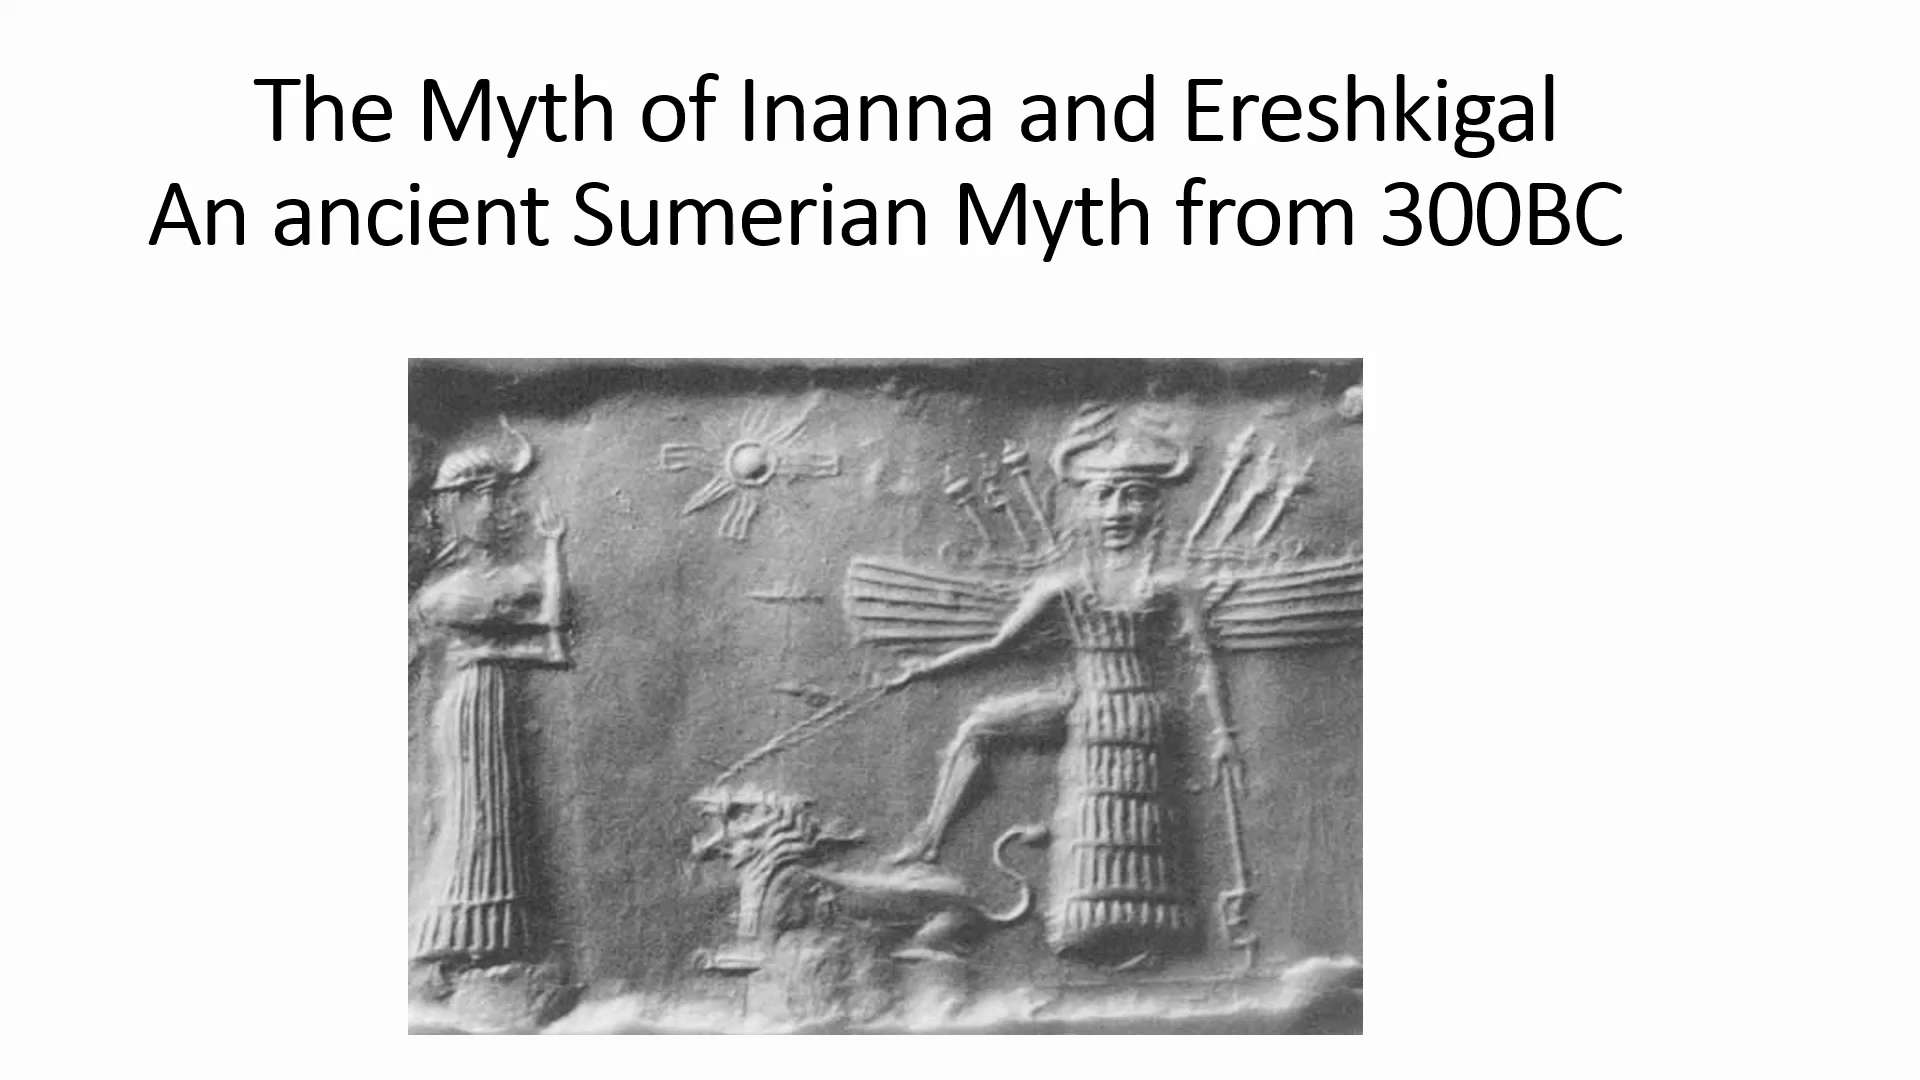 The Myth of Inanna and Ereshkigal
An ancient Sumerian Myth from 300BC